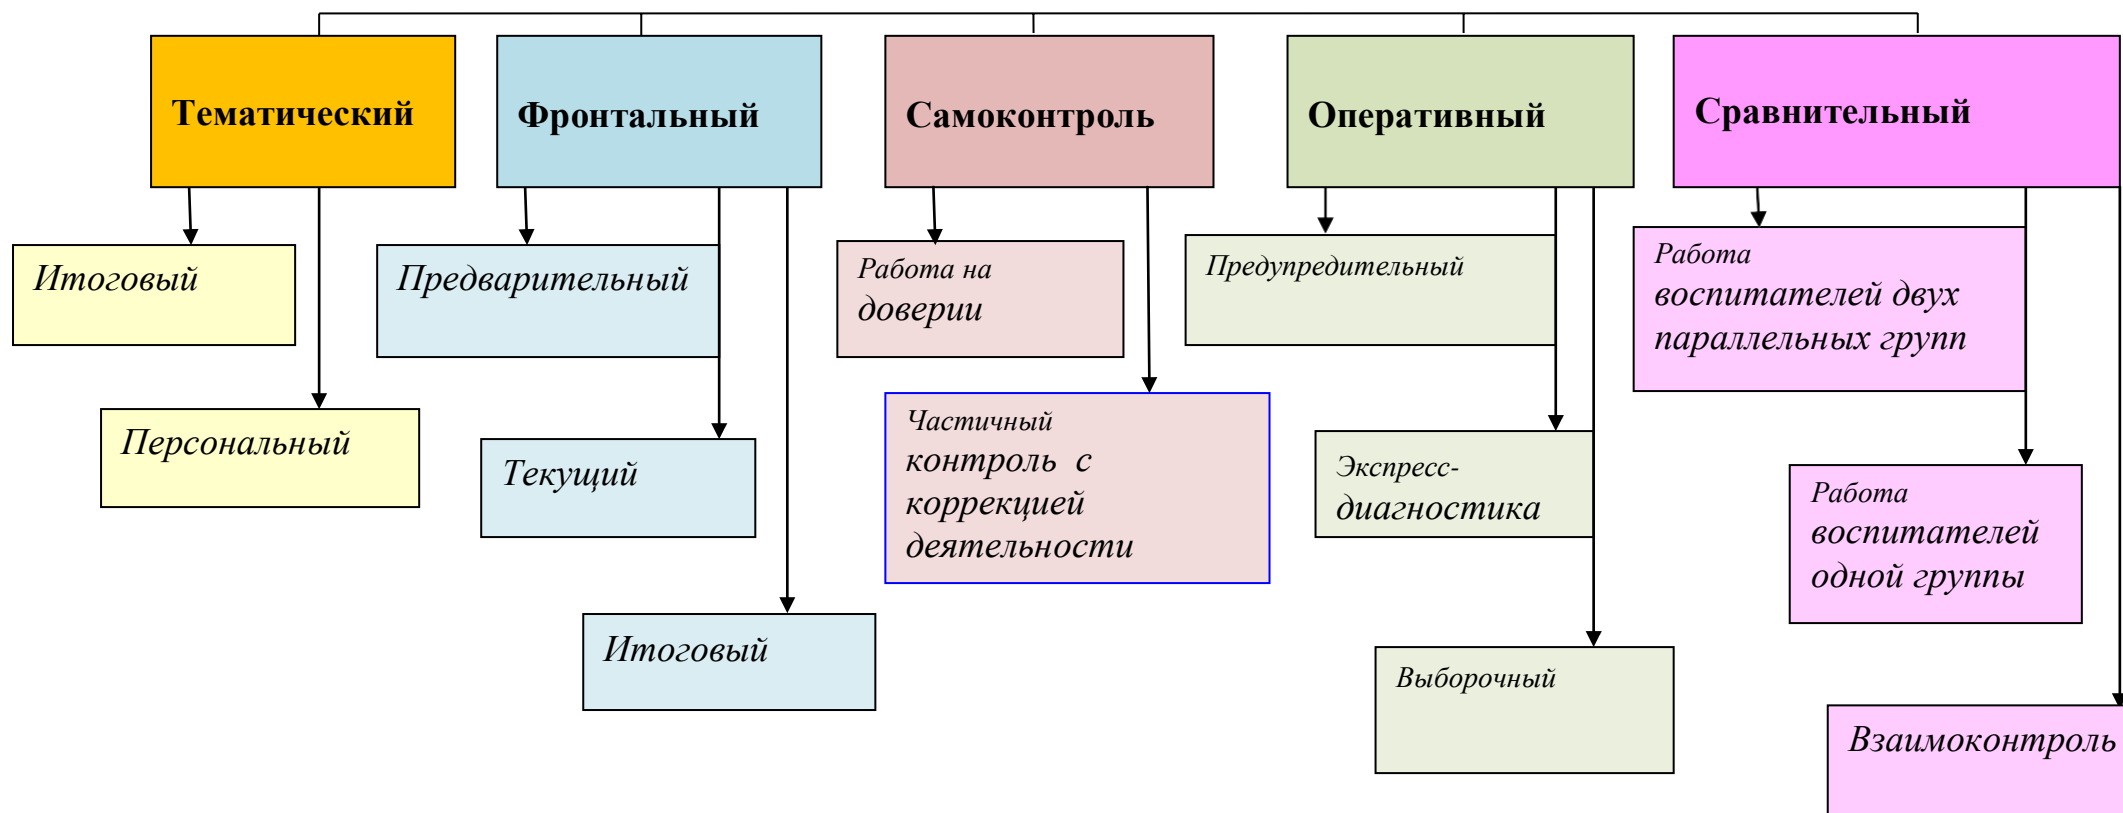 Тематический
Фронтальный
Самоконтроль
Оперативный
Сравнительный
Итоговый
Предварительный
Работа на
доверии
Предупредительный
Работа
воспитателей двух
параллельных групп
Персональный
Текущий
Частичный
контроль с
коррекцией
деятельности
Экспресс-
диагностика
Работа
воспитателей
одной группы
Итоговый
Выборочный
Взаимоконтроль